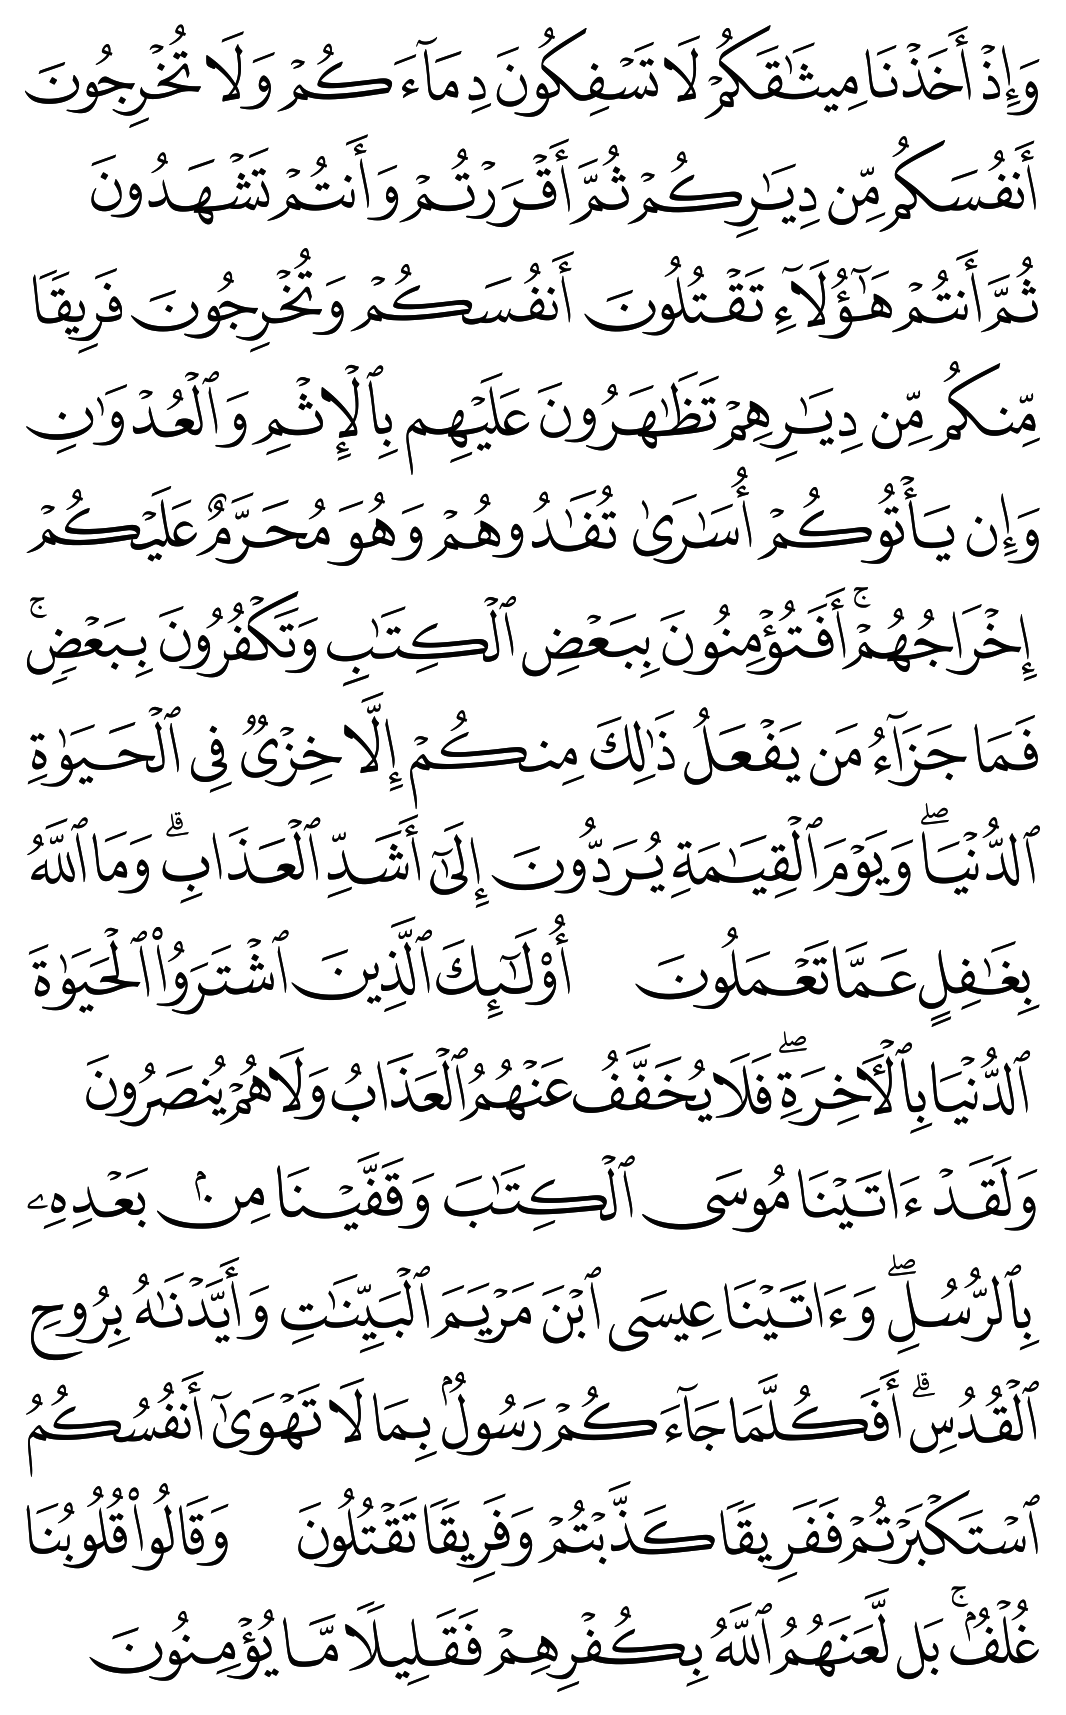 وَإِذۡ أَخَذۡنَا مِيثَٰقَكُمۡ لَا تَسۡفِكُونَ دِمَآءَكُمۡ وَلَا تُخۡرِجُونَ
أَنفُسَكُم مِّن دِيَٰرِكُمۡ ثُمَّ أَقۡرَرۡتُمۡ وَأَنتُمۡ تَشۡهَدُونَ
ثُمَّ أَنتُمۡ هَٰٓؤُلَآءِ تَقۡتُلُونَ أَنفُسَكُمۡ وَتُخۡرِجُونَ فَرِيقٗا
مِّنكُم مِّن دِيَٰرِهِمۡ تَظَٰهَرُونَ عَلَيۡهِم بِٱلۡإِثۡمِ وَٱلۡعُدۡوَٰنِ
وَإِن يَأۡتُوكُمۡ أُسَٰرَىٰ تُفَٰدُوهُمۡ وَهُوَ مُحَرَّمٌ عَلَيۡكُمۡ
إِخۡرَاجُهُمۡۚ أَفَتُؤۡمِنُونَ بِبَعۡضِ ٱلۡكِتَٰبِ وَتَكۡفُرُونَ بِبَعۡضٖۚ
فَمَا جَزَآءُ مَن يَفۡعَلُ ذَٰلِكَ مِنكُمۡ إِلَّا خِزۡيٞ فِي ٱلۡحَيَوٰةِ
ٱلدُّنۡيَاۖ وَيَوۡمَ ٱلۡقِيَٰمَةِ يُرَدُّونَ إِلَىٰٓ أَشَدِّ ٱلۡعَذَابِۗ وَمَا ٱللَّهُ
بِغَٰفِلٍ عَمَّا تَعۡمَلُونَ أُوْلَٰٓئِكَ ٱلَّذِينَ ٱشۡتَرَوُاْ ٱلۡحَيَوٰةَ
ٱلدُّنۡيَا بِٱلۡأٓخِرَةِۖ فَلَا يُخَفَّفُ عَنۡهُمُ ٱلۡعَذَابُ وَلَا هُمۡ يُنصَرُونَ
وَلَقَدۡ ءَاتَيۡنَا مُوسَى ٱلۡكِتَٰبَ وَقَفَّيۡنَا مِنۢ بَعۡدِهِۦ
بِٱلرُّسُلِۖ وَءَاتَيۡنَا عِيسَى ٱبۡنَ مَرۡيَمَ ٱلۡبَيِّنَٰتِ وَأَيَّدۡنَٰهُ بِرُوحِ
ٱلۡقُدُسِۗ أَفَكُلَّمَا جَآءَكُمۡ رَسُولُۢ بِمَا لَا تَهۡوَىٰٓ أَنفُسُكُمُ
ٱسۡتَكۡبَرۡتُمۡ فَفَرِيقٗا كَذَّبۡتُمۡ وَفَرِيقٗا تَقۡتُلُونَ وَقَالُواْ قُلُوبُنَا
غُلۡفُۢۚ بَل لَّعَنَهُمُ ٱللَّهُ بِكُفۡرِهِمۡ فَقَلِيلٗا مَّا يُؤۡمِنُونَ